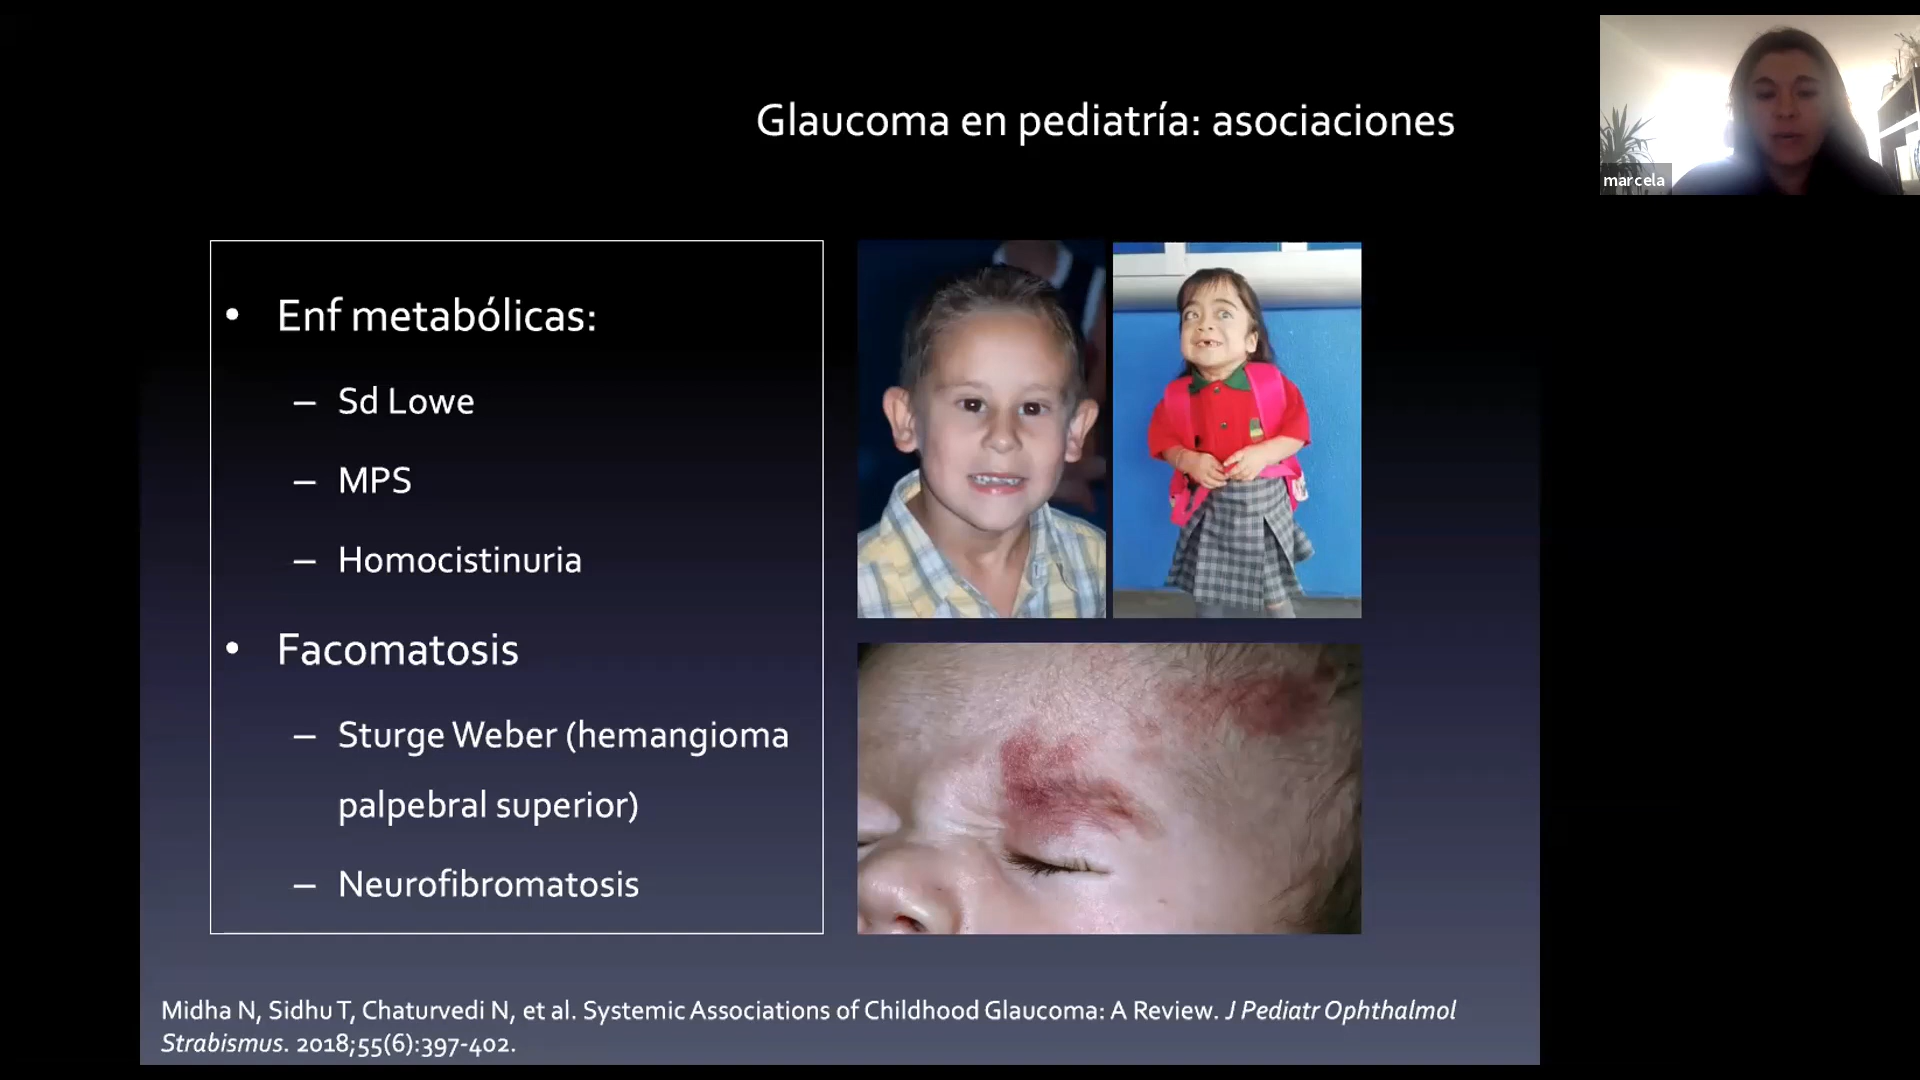 Glaucoma en pediatría: asociaciones
marcela
• Enf metabólicas:
– Sd Lowe
– MPS
– Homocistinuria
• Facomatosis
– Sturge Weber (hemangioma
palpebral superior)
– Neurofibromatosis
Midha N, Sidhu T, Chaturvedi N, et al. Systemic Associations of Childhood Glaucoma: A Review. J Pediatr Ophthalmol
Strabismus. 2018;55(6):397-402.